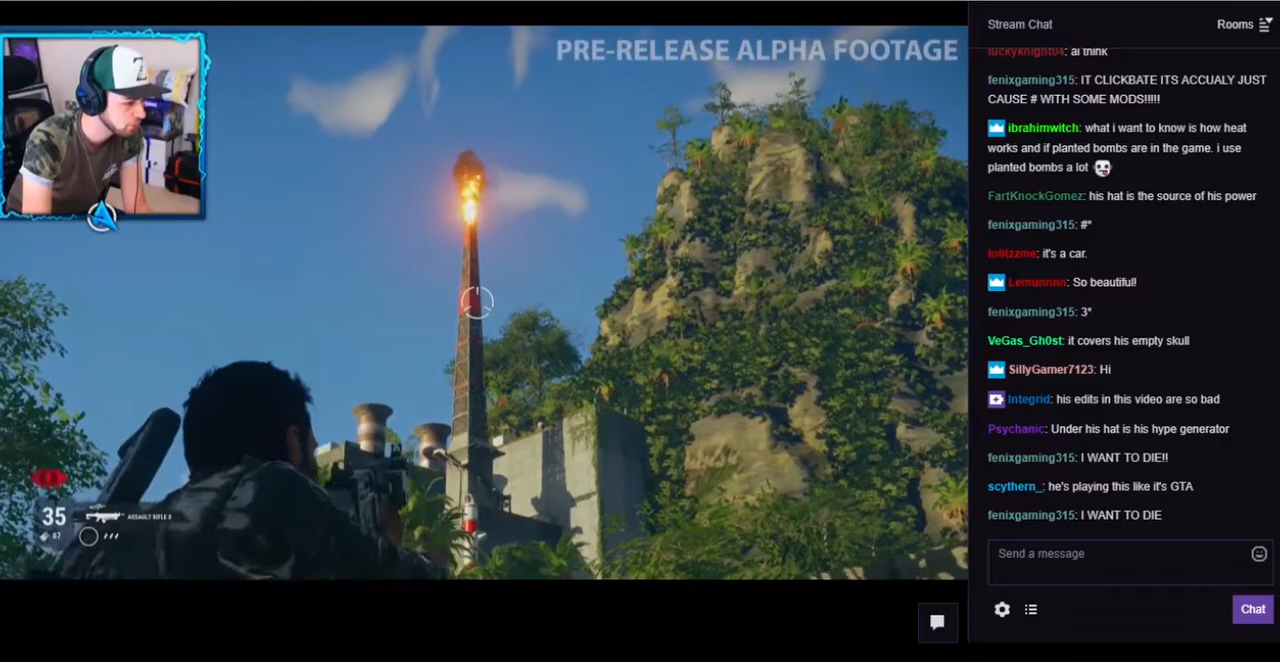 PRE-RELEASE ALPHA FOOTAGE
35
87
ASSAULT RIFLE
Stream Chat
Rooms
luckyknight04: ai think
fenixgaming315: IT CLICKBATE ITS ACCUALY JUST
CAUSE # WITH SOME MODS!!!!!
ibrahimwitch: what i want to know is how heat
works and if planted bombs are in the game. i use
planted bombs a lot
FartKnockGomez: his hat is the source of his power
fenixgaming315: #*
lolitzzme: it's a car.
Lemunnnn: So beautiful!
fenixgaming315: 3*
VeGas_Gh0st: it covers his empty skull
SillyGamer7123: Hi
Integrid: his edits in this video are so bad
Psychanic: Under his hat is his hype generator
fenixgaming315: I WANT TO DIE!!
scythern_: he's playing this like it's GTA
fenixgaming315: I WANT TO DIE
Send a message
Chat